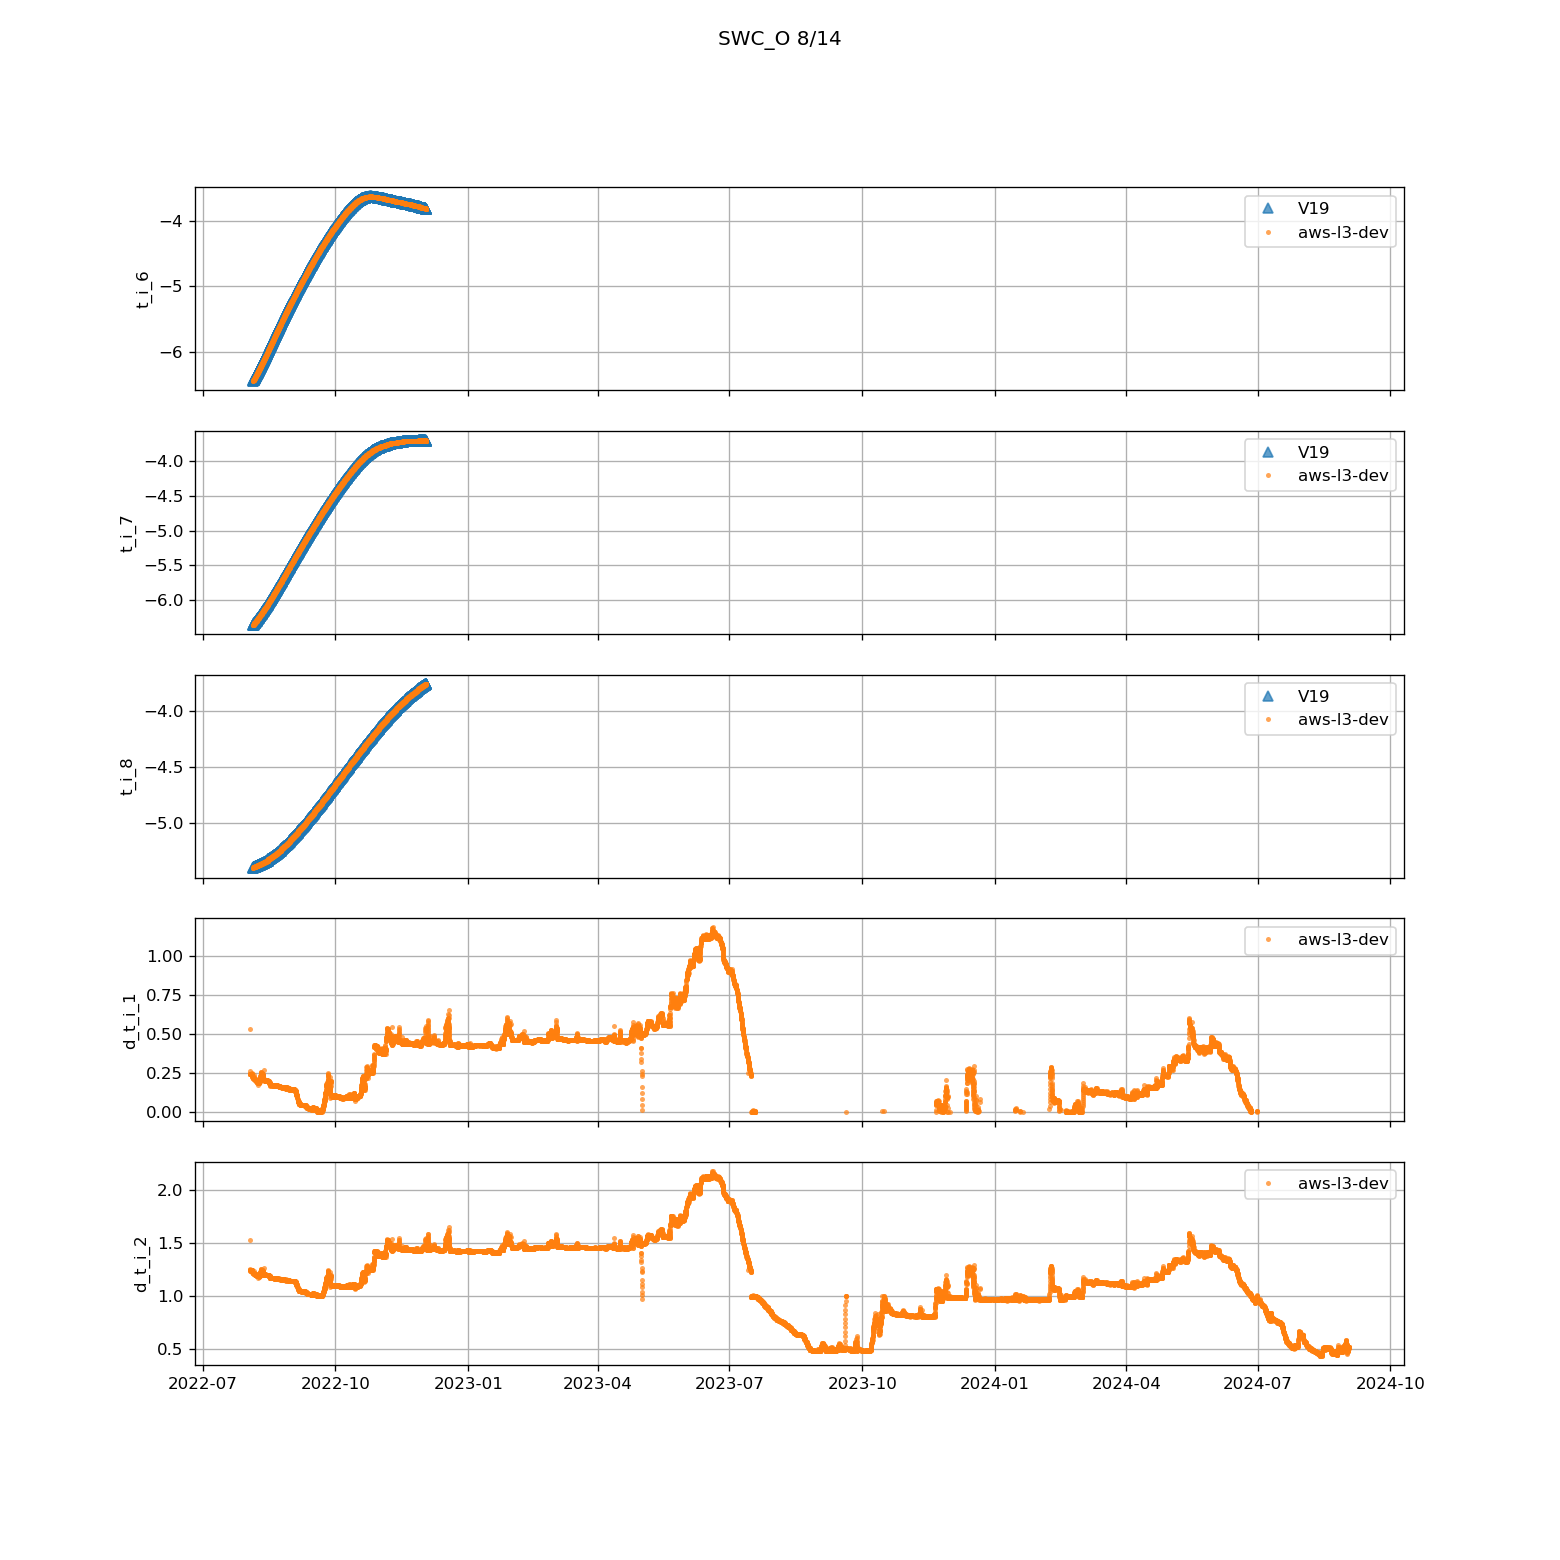 SWC_O 8/14
t_i_6
−4
−5
−6
V19
aws-l3-dev
t_i_7
−4.0
−4.5
−5.0
−5.5
−6.0
V19
aws-l3-dev
t_i_8
−4.0
−4.5
−5.0
V19
aws-l3-dev
d_t_i_1
1.00
0.75
0.50
0.25
0.00
aws-l3-dev
d_t_i_2
2.0
1.5
1.0
0.5
aws-l3-dev
2022-07 2022-10 2023-01 2023-04 2023-07 2023-10 2024-01 2024-04 2024-07 2024-10